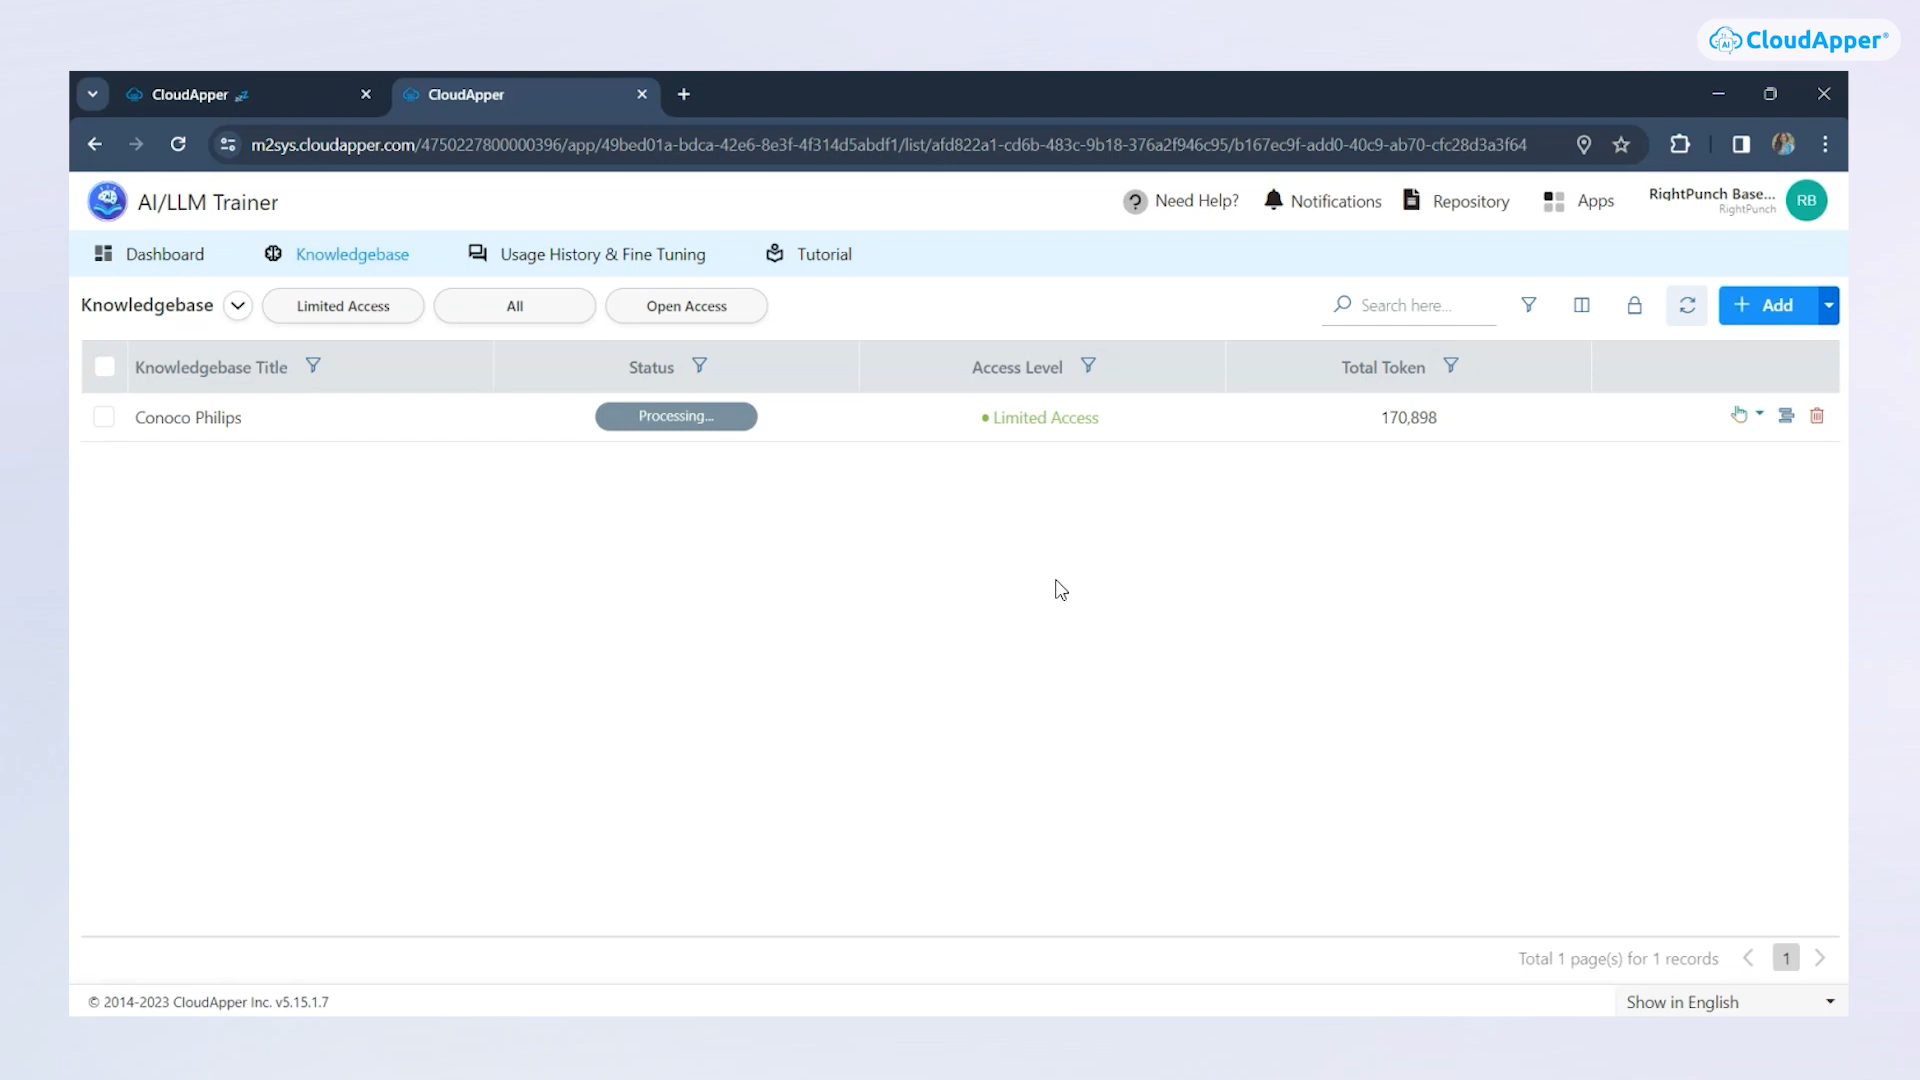 CloudApper®
CloudApper
CloudApper
m2sys.cloudapper.com/4750227800000396/app/49bed01a-bdca-42e6-8e3f-4f314d5abdf1/list/afd822a1-cd6b-483c-9b18-376a2f946c95/b167ec9f-add0-40c9-ab70-cfc28d3a3f64
AI/LLM Trainer
Need Help?
Notifications
Repository
Apps
RightPunch Base...
RightPunch
RB
Dashboard
Knowledgebase
Usage History & Fine Tuning
Tutorial
Knowledgebase
Limited Access
All
Open Access
Search here...
Add
Knowledgebase Title
Status
Access Level
Total Token
Conoco Philips
Processing...
Limited Access
170,898
Total 1 page(s) for 1 records
1
© 2014-2023 CloudApper Inc. v5.15.1.7
Show in English